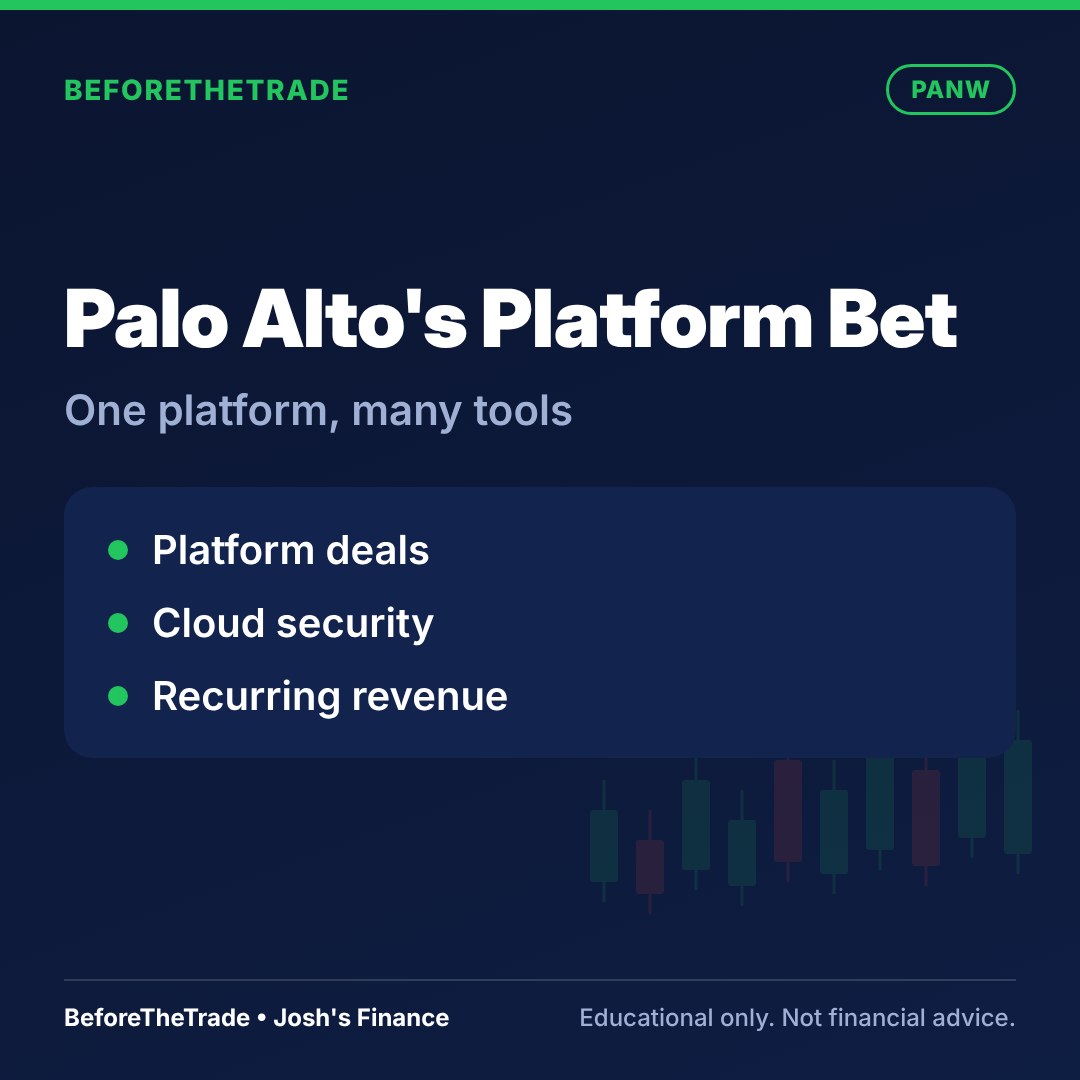 BEFORETHETRADE
PANW
Palo Alto's Platform Bet
One platform, many tools
Platform deals
Cloud security
Recurring revenue
BeforeTheTrade • Josh's Finance
Educational only. Not financial advice.